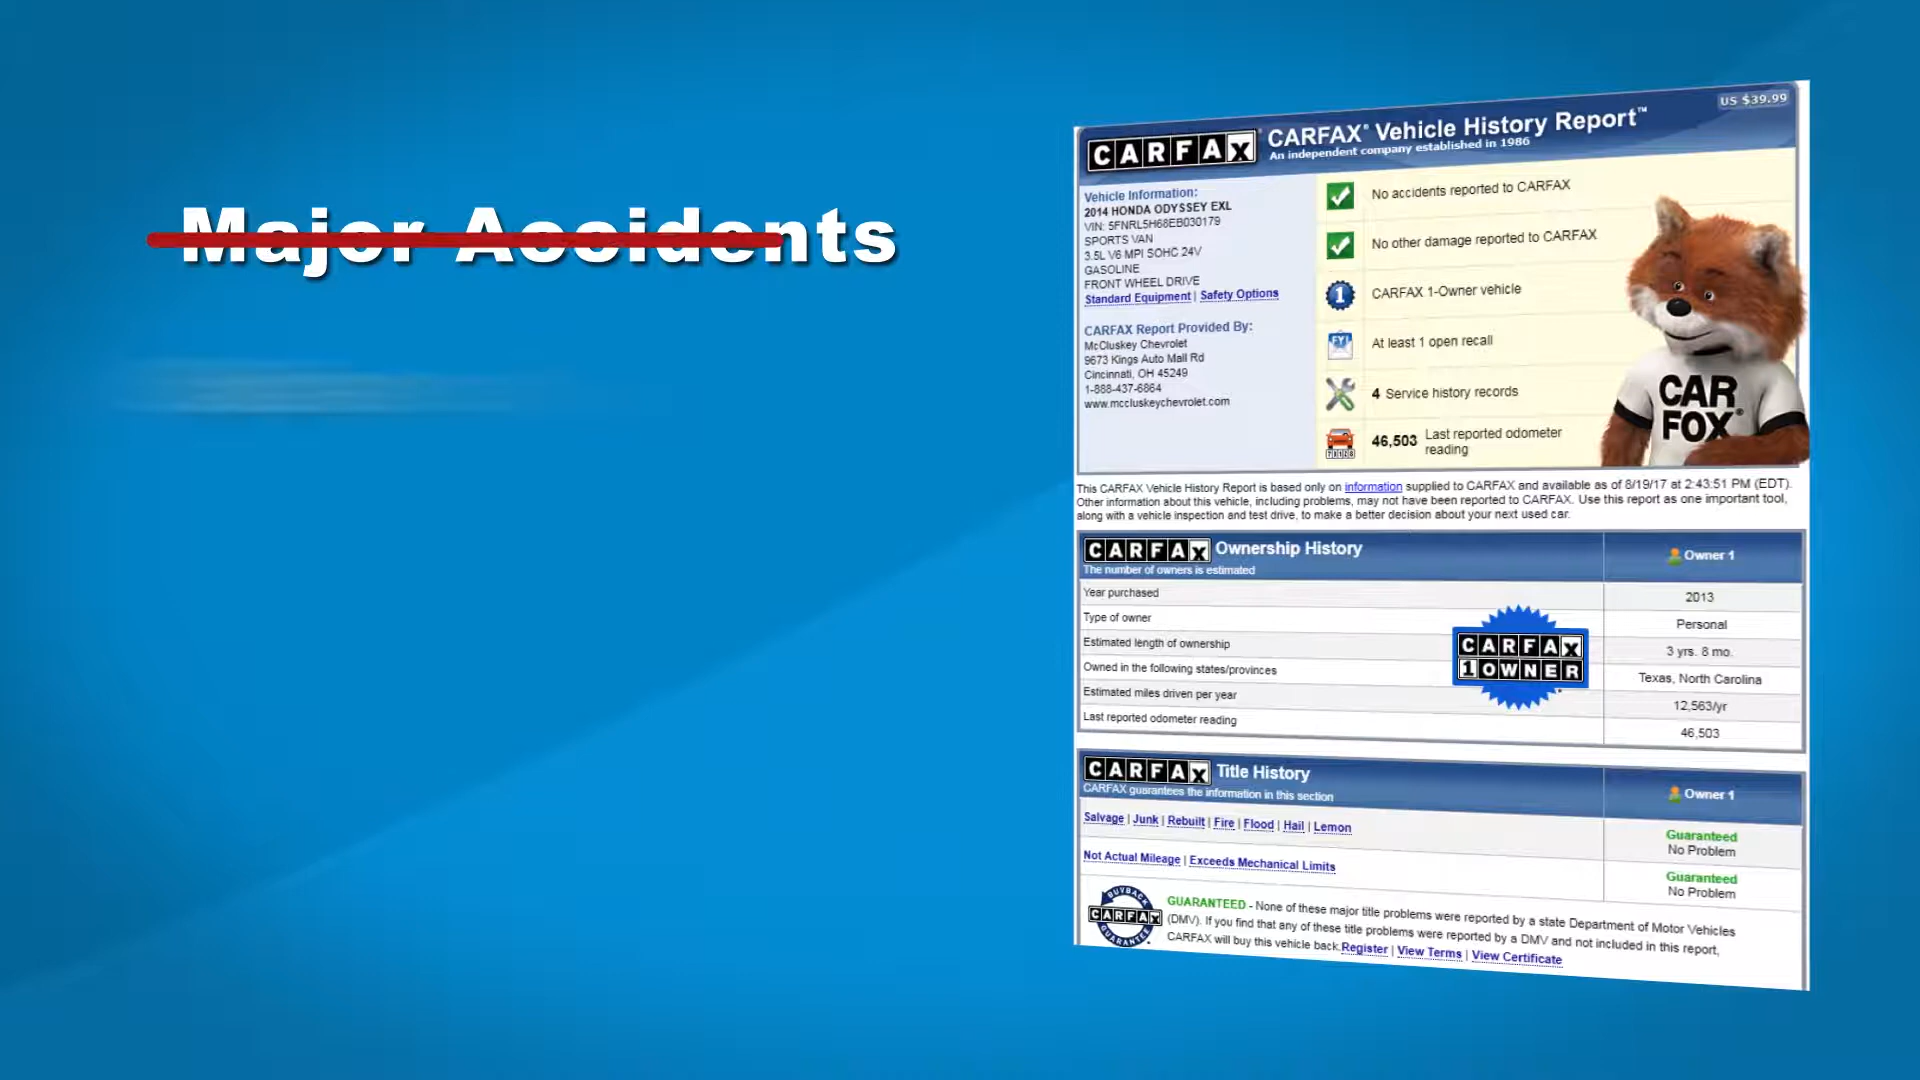 Major Accidents
US $39.99
CARFAX
CARFAX® Vehicle History Report™
An independent company established in 1986
Vehicle Information:
2014 HONDA ODYSSEY EXL
VIN: 5FNRL5H68EB030179
SPORTS VAN
3.5L V6 MPI SOHC 24V
GASOLINE
FRONT WHEEL DRIVE
Standard Equipment | Safety Options
CARFAX Report Provided By:
McCluskey Chevrolet
9673 Kings Auto Mall Rd
Cincinnati, OH 45249
1-888-437-6864
www.mccluskeychevrolet.com
No accidents reported to CARFAX
No other damage reported to CARFAX
1
CARFAX 1-Owner vehicle
FYI
At least 1 open recall
4 Service history records
46,503 Last reported odometer
reading
CAR
FOX®
This CARFAX Vehicle History Report is based only on information supplied to CARFAX and available as of 8/19/17 at 2:43:51 PM (EDT).
Other information about this vehicle, including problems, may not have been reported to CARFAX. Use this report as one important tool,
along with a vehicle inspection and test drive, to make a better decision about your next used car.
CARFAX Ownership History
The number of owners is estimated
Owner 1
Year purchased
2013
Type of owner
Personal
Estimated length of ownership
3 yrs. 8 mo.
Owned in the following states/provinces
Texas, North Carolina
Estimated miles driven per year
12,563/yr
Last reported odometer reading
46,503
CARFAX
1 OWNER
CARFAX Title History
CARFAX guarantees the information in this section
Owner 1
Salvage | Junk | Rebuilt | Fire | Flood | Hail | Lemon
Guaranteed
No Problem
Not Actual Mileage | Exceeds Mechanical Limits
Guaranteed
No Problem
BUYBACK
CARFAX
GUARANTEE
GUARANTEED - None of these major title problems were reported by a state Department of Motor Vehicles
(DMV). If you find that any of these title problems were reported by a DMV and not included in this report,
CARFAX will buy this vehicle back. Register | View Terms | View Certificate